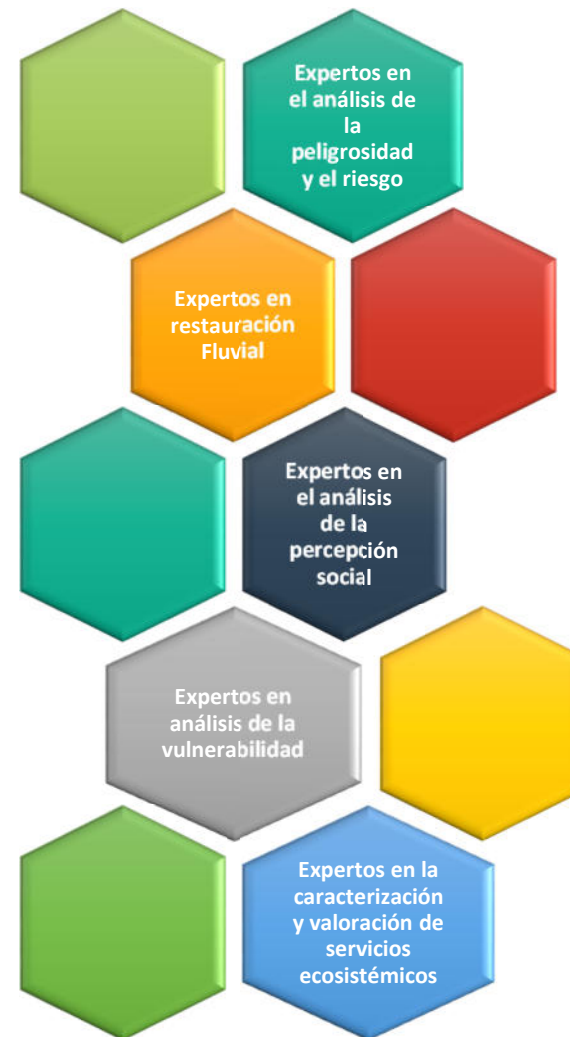 Expertos en
el análisis de
la
peligrosidad
y el riesgo
Expertos en
restauración
Fluvial
Expertos en
el análisis
de la
percepción
social
Expertos en
análisis de la
vulnerabilidad
Expertos en la
caracterización
y valoración de
servicios
ecosistémicos